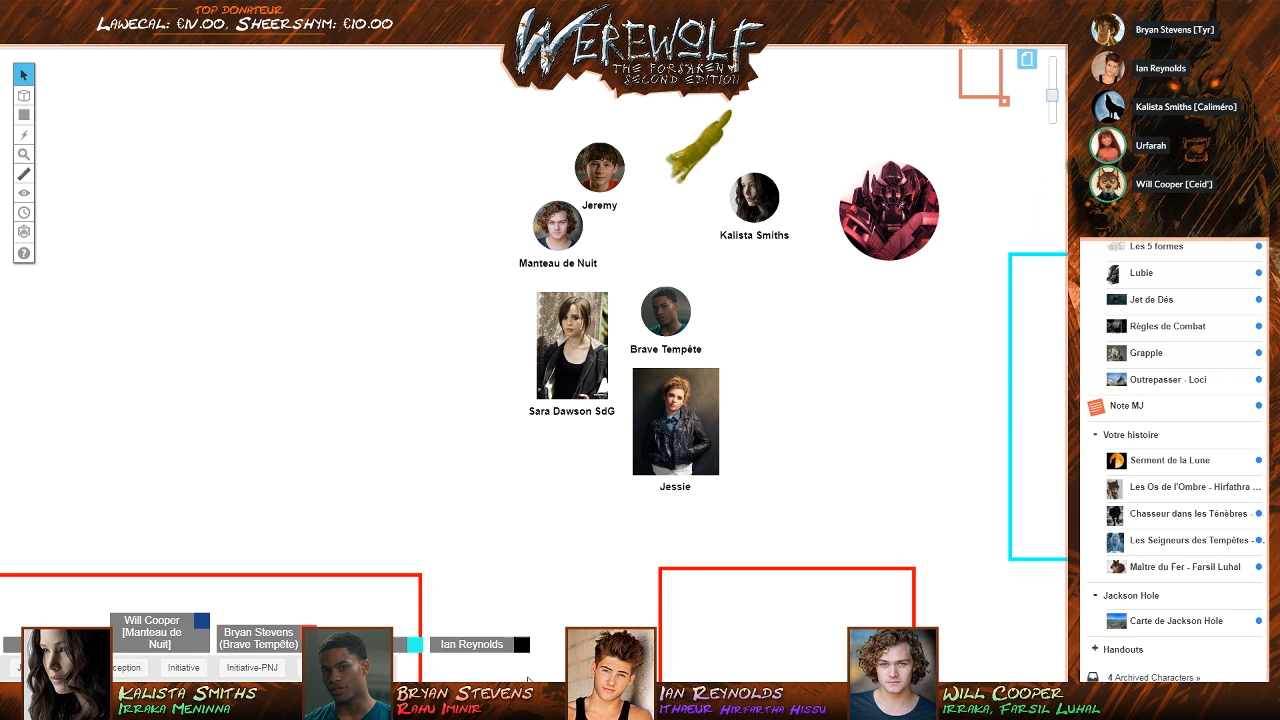 TOP DONATEUR
LAWECAL: €IV.00, SHEERSHYM: €10.00
WEREWOLF
THE FORSAKEN
SECOND EDITION
Bryan Stevens [Tyr]
Ian Reynolds
Kalista Smiths [Caliméro]
Urfarah
Will Cooper [Ceid']
Jeremy
Manteau de Nuit
Kalista Smiths
Brave Tempête
Sara Dawson SdG
Jessie
Les 5 formes
Lubie
Jet de Dés
Règles de Combat
Grapple
Outrepasser - Loci
Note MJ
- Votre histoire
Serment de la Lune
Les Os de l'Ombre - Hirfathra ...
Chasseur dans les Ténèbres -
Les Seigneurs des Tempêtes -
Maître du Fer - Farsil Luhal
- Jackson Hole
Carte de Jackson Hole
+ Handouts
4 Archived Characters »
Will Cooper
[Manteau de
Nuit]
Bryan Stevens
(Brave Tempête)
Ian Reynolds
ception
Initiative
Initiative-PNJ
KALISTA SMITHS
IRRAKA MENINNA
BRYAN STEVENS
RAHU IMINIR
IAN REYNOLDS
ITHAEUR HIRFARTHA HISSU
WILL COOPER
IRRAKA, FARSIL LUHAL